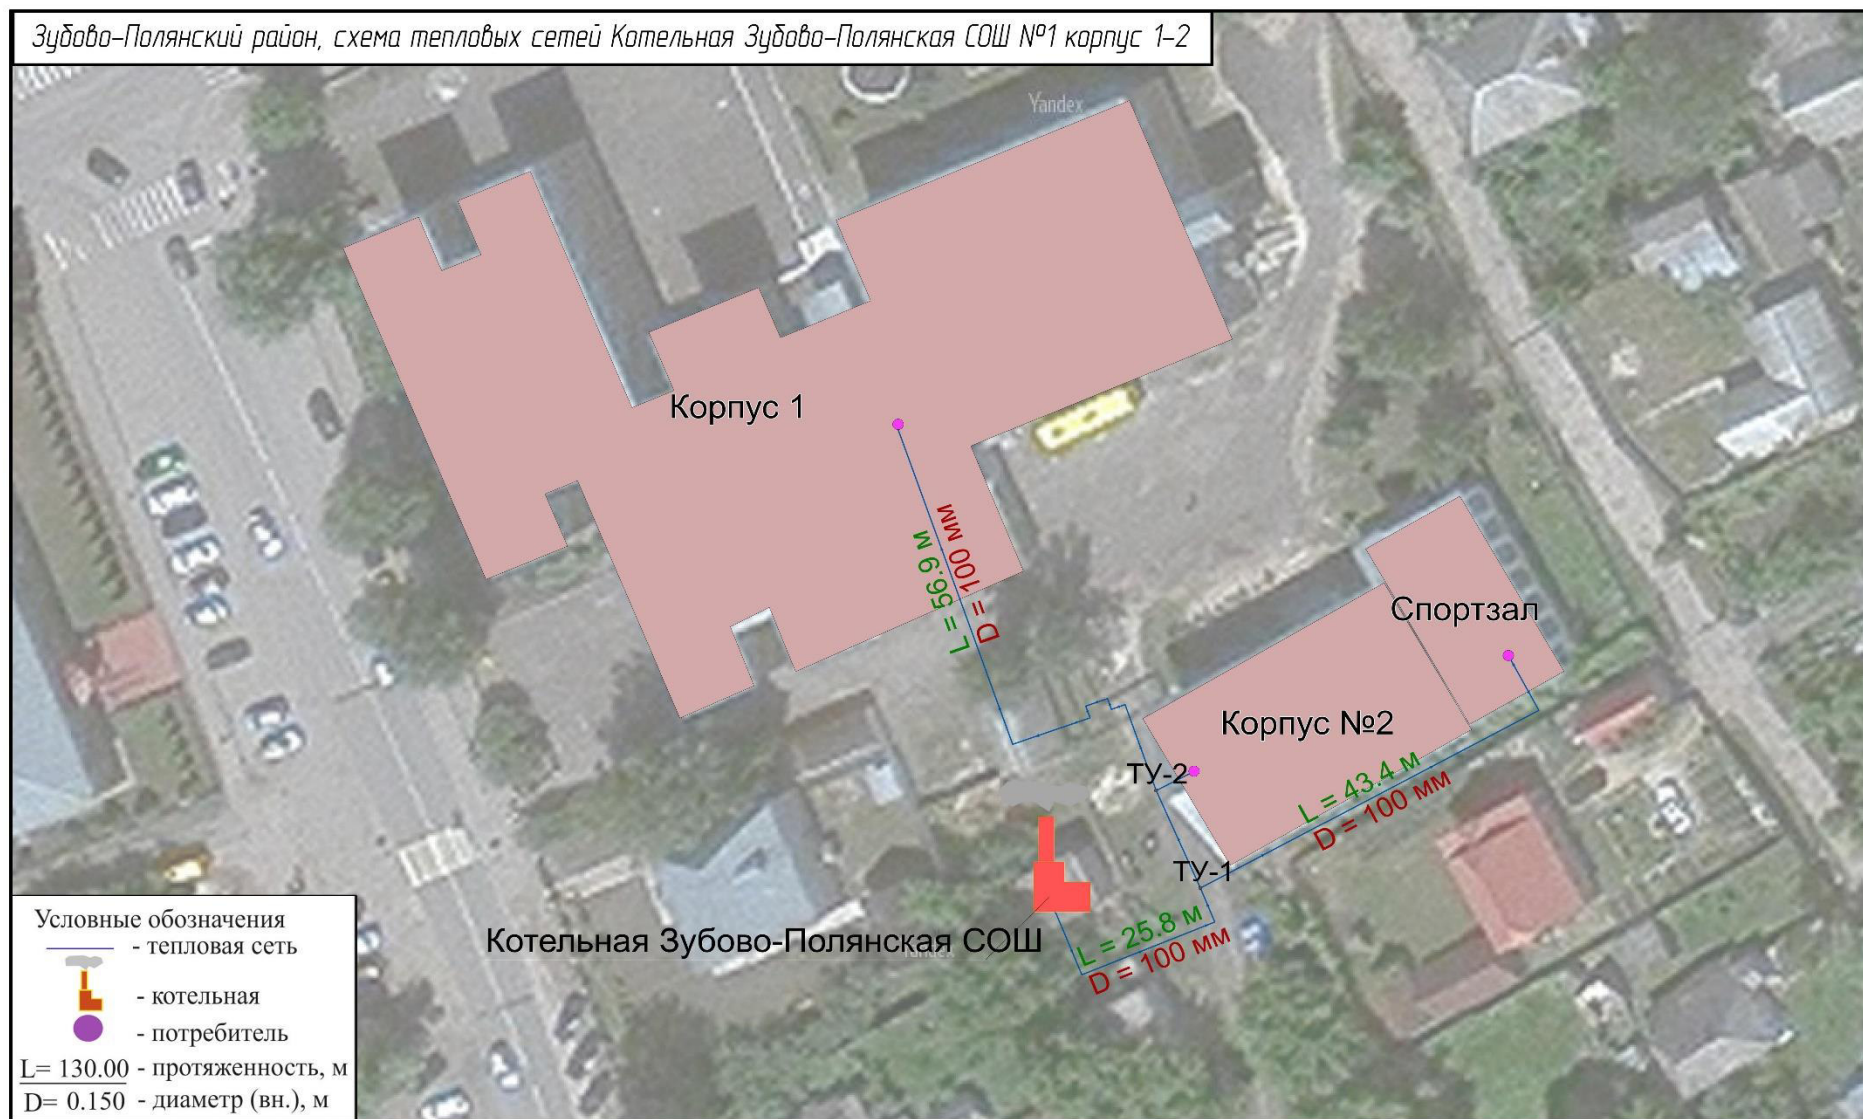 Зубово-Полянский район, схема тепловых сетей Котельная Зубово-Полянская СОШ №1 корпус 1-2
Yandex
Корпус 1
L = 56.9 м
D = 100 мм
Спортзал
Корпус №2
ТУ-2
L = 43.4 м
D = 100 мм
ТУ-1
L = 25.8 м
D = 100 мм
Котельная Зубово-Полянская СОШ
Yandex
Условные обозначения
- тепловая сеть
- котельная
- потребитель
L= 130.00 - протяженность, м
D= 0.150 - диаметр (вн.), м